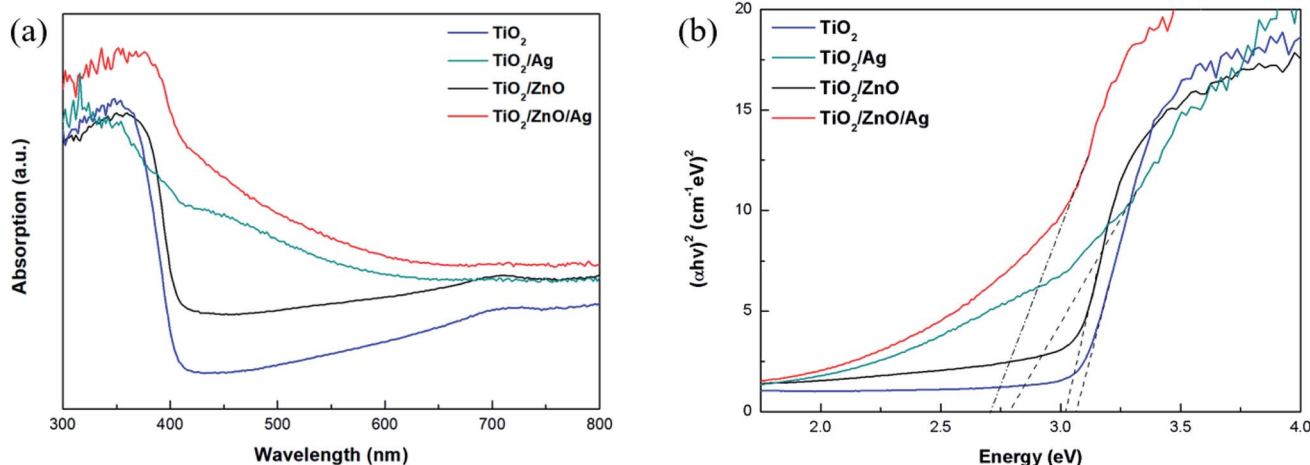 (a)
TiO₂
TiO₂/Ag
TiO₂/ZnO
TiO₂/ZnO/Ag
Absorption (a.u.)
300 400 500 600 700 800
Wavelength (nm)
(b)
TiO₂
TiO₂/Ag
TiO₂/ZnO
TiO₂/ZnO/Ag
(αhν)² (cm⁻¹eV)²
20
15
10
5
0
2.0 2.5 3.0 3.5 4.0
Energy (eV)